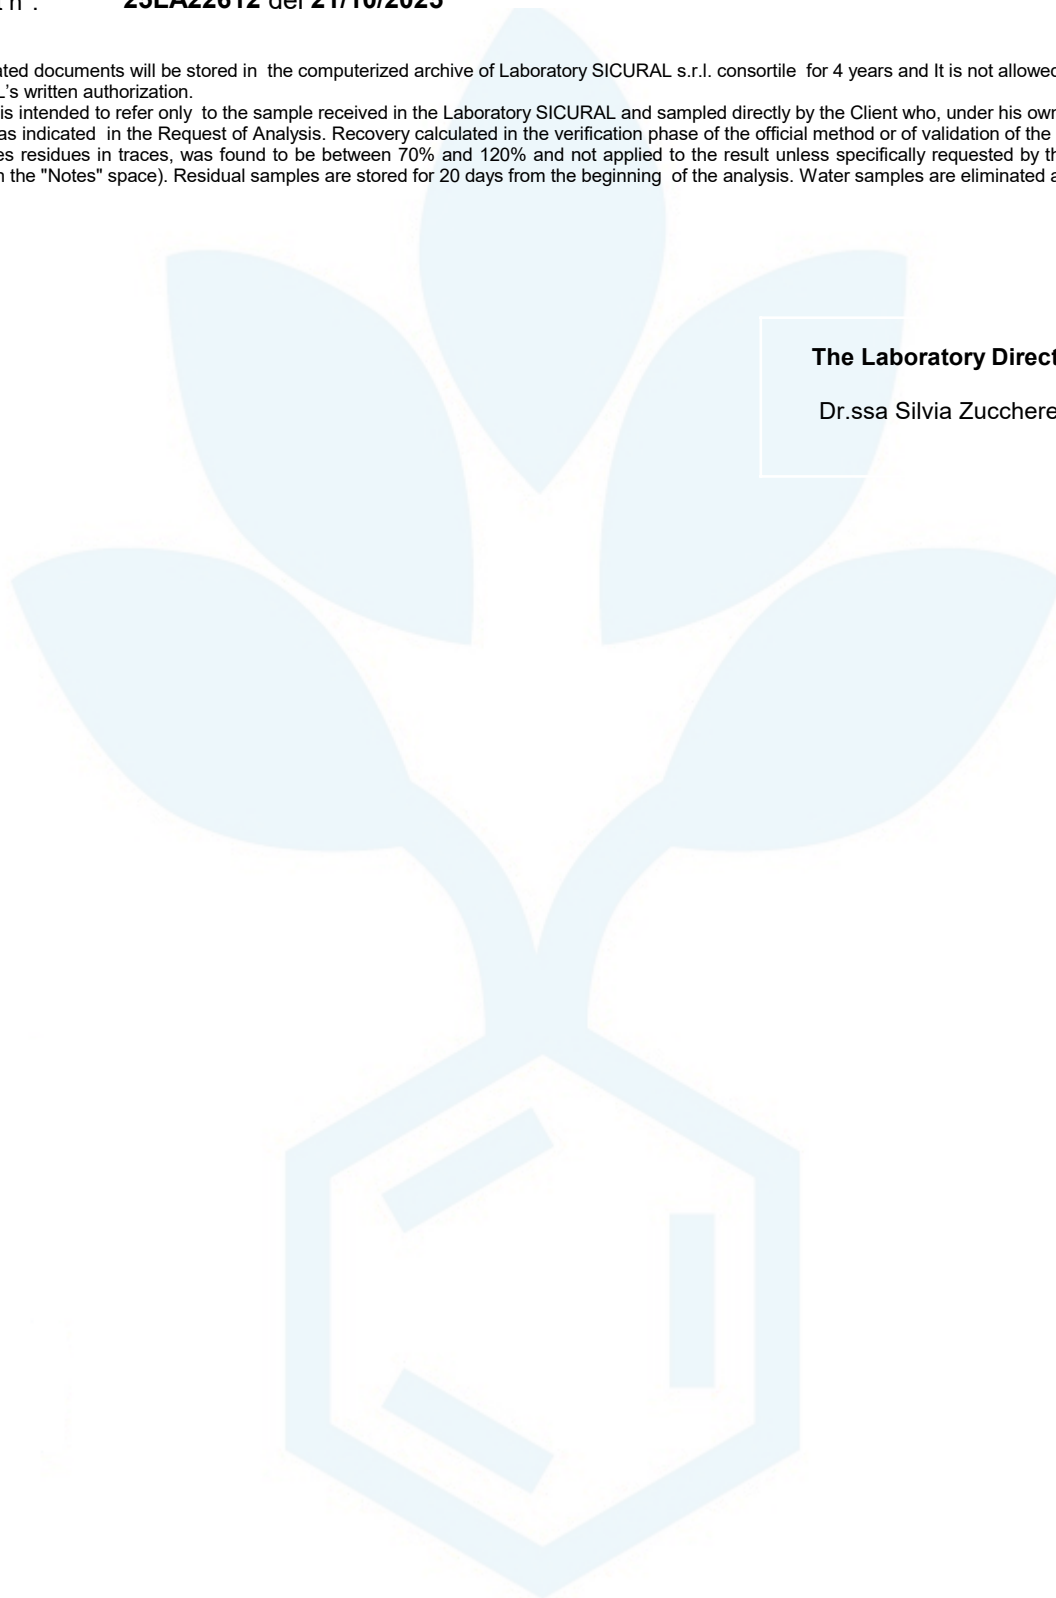 n°. 25LA22612 del 21/10/2025
ated documents will be stored in the computerized archive of Laboratory SICURAL s.r.l. consortile for 4 years and It is not allowed
L's written authorization.
is intended to refer only to the sample received in the Laboratory SICURAL and sampled directly by the Client who, under his own
as indicated in the Request of Analysis. Recovery calculated in the verification phase of the official method or of validation of the
es residues in traces, was found to be between 70% and 120% and not applied to the result unless specifically requested by th
n the "Notes" space). Residual samples are stored for 20 days from the beginning of the analysis. Water samples are eliminated a
The Laboratory Direct
Dr.ssa Silvia Zucchere